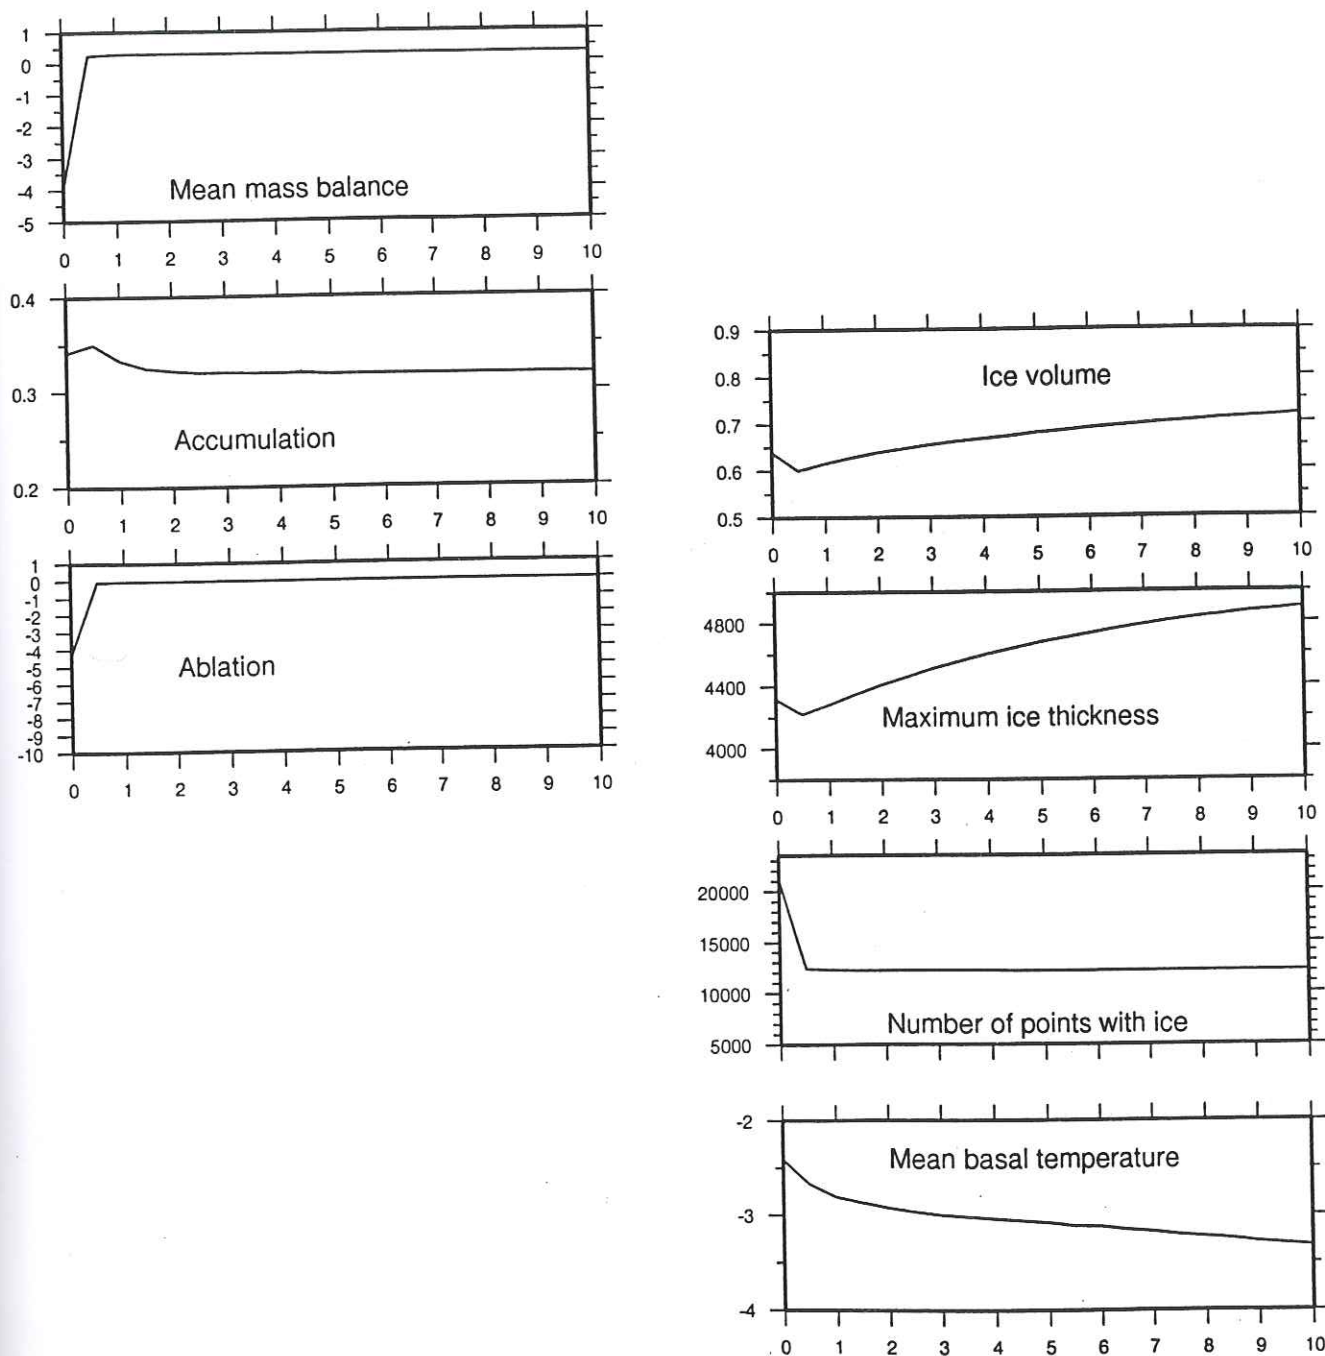 1
0
-1
-2
-3
-4
-5
Mean mass balance
0 1 2 3 4 5 6 7 8 9 10
0.4
0.3
0.2
Accumulation
0 1 2 3 4 5 6 7 8 9 10
1
0
-1
-2
-3
-4
-5
-6
-7
-8
-9
-10
Ablation
0 1 2 3 4 5 6 7 8 9 10
0.9
0.8
0.7
0.6
0.5
Ice volume
0 1 2 3 4 5 6 7 8 9 10
4800
4400
4000
Maximum ice thickness
0 1 2 3 4 5 6 7 8 9 10
20000
15000
10000
5000
Number of points with ice
-2
-3
-4
Mean basal temperature
0 1 2 3 4 5 6 7 8 9 10